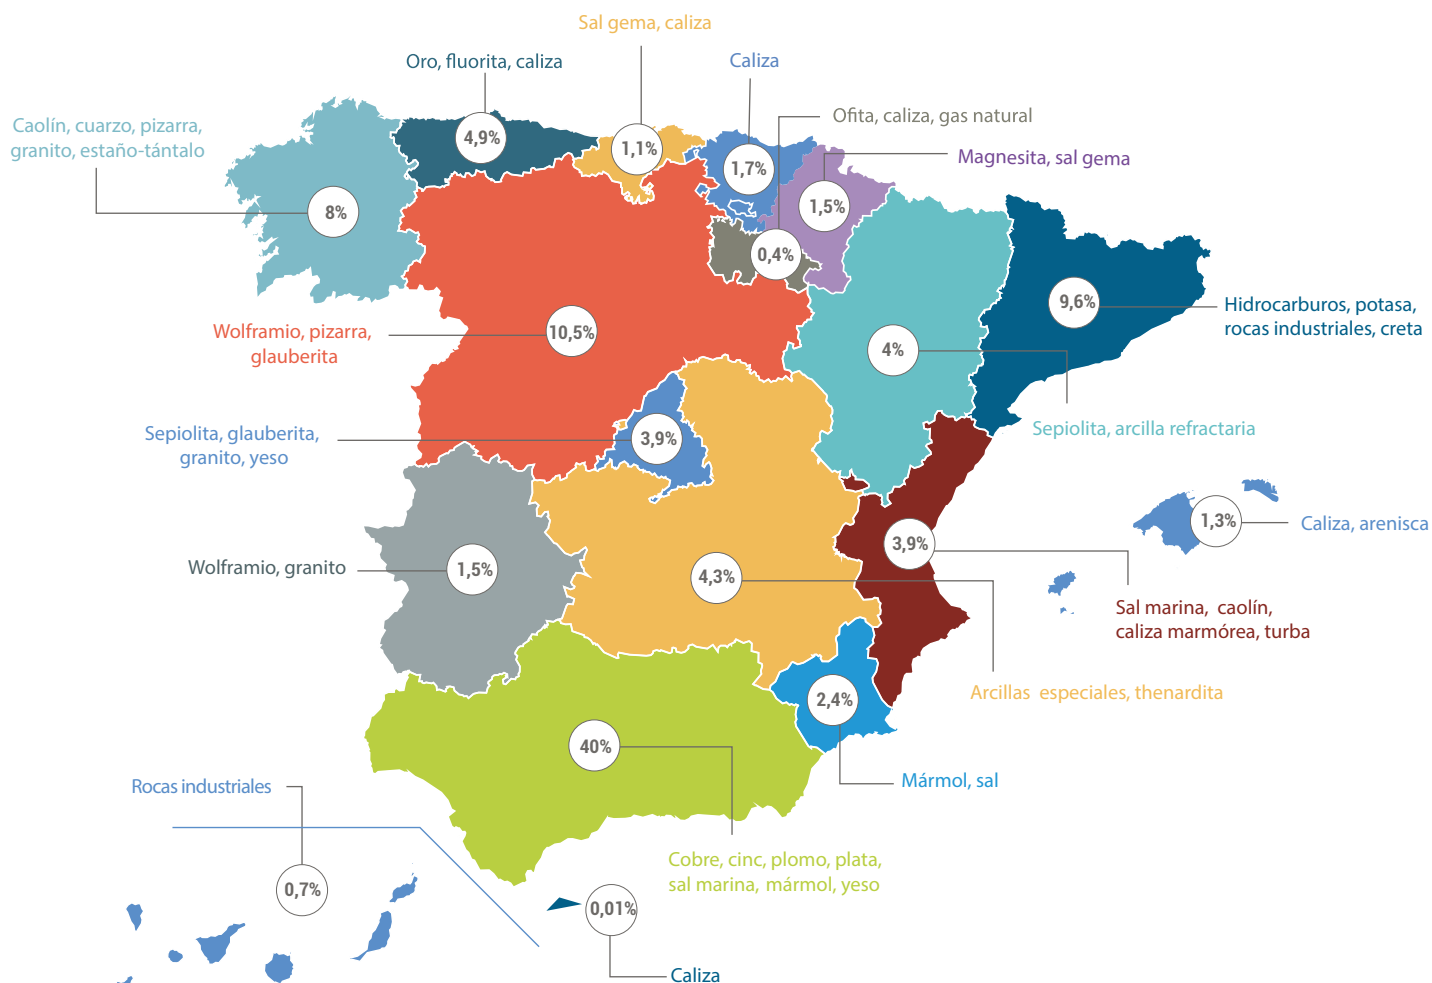 Sal gema, caliza
Oro, fluorita, caliza
Caliza
Ofita, caliza, gas natural
Caolín, cuarzo, pizarra,
granito, estaño-tántalo
Magnesita, sal gema
4,9%
1,1%
1,7%
1,5%
8%
0,4%
9,6%
Hidrocarburos, potasa,
rocas industriales, creta
Wolframio, pizarra,
glauberita
10,5%
4%
Sepiolita, glauberita,
granito, yeso
3,9%
Sepiolita, arcilla refractaria
1,3%
Caliza, arenisca
3,9%
Wolframio, granito
1,5%
4,3%
Sal marina, caolín,
caliza marmórea, turba
Arcillas especiales, thenardita
2,4%
40%
Mármol, sal
Rocas industriales
Cobre, cinc, plomo, plata,
sal marina, mármol, yeso
0,7%
0,01%
Caliza